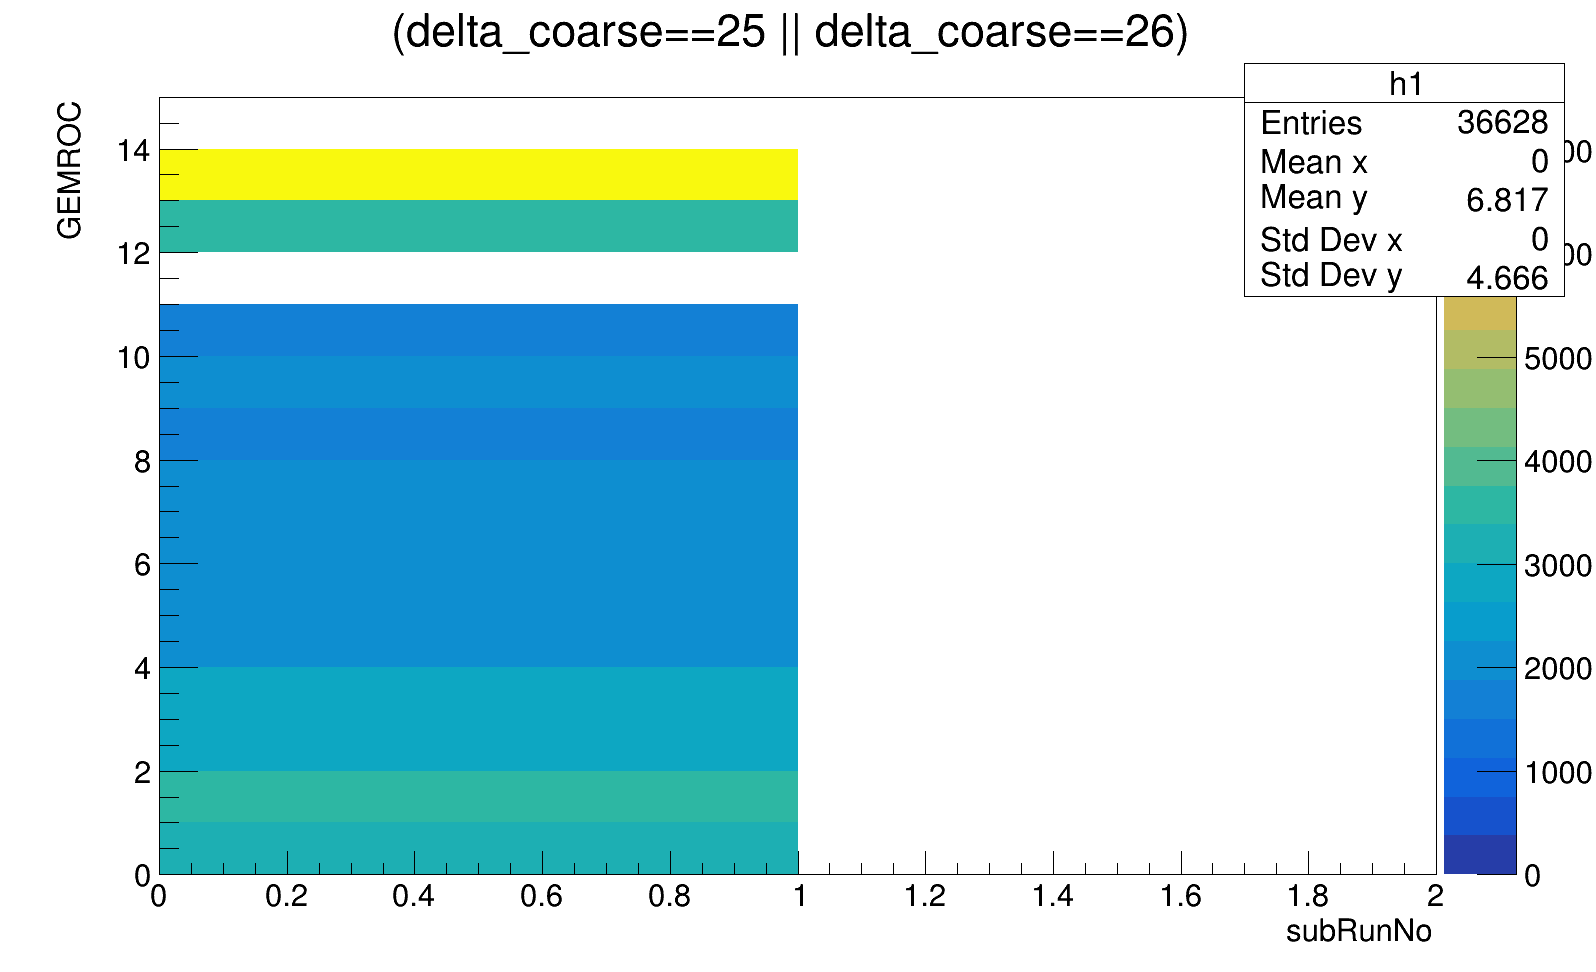 (delta_coarse==25 || delta_coarse==26)
h1
Entries 36628
Mean x 0
Mean y 6.817
Std Dev x 0
Std Dev y 4.666
GEMROC
14
12
10
8
6
4
2
0
0 0.2 0.4 0.6 0.8 1 1.2 1.4 1.6 1.8 2
subRunNo
5000
4000
3000
2000
1000
0